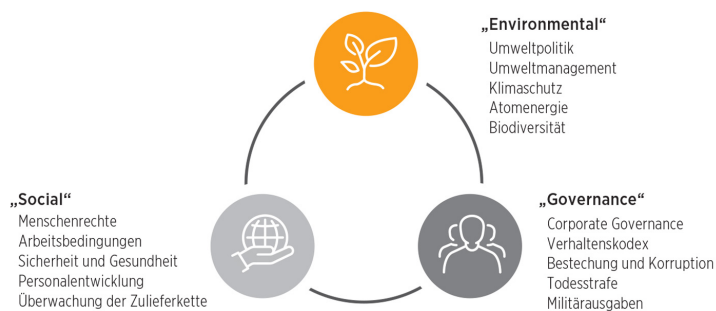 „Environmental“
Umweltpolitik
Umweltmanagement
Klimaschutz
Atomenergie
Biodiversität
„Social“
Menschenrechte
Arbeitsbedingungen
Sicherheit und Gesundheit
Personalentwicklung
Überwachung der Zulieferkette
„Governance“
Corporate Governance
Verhaltenskodex
Bestechung und Korruption
Todesstrafe
Militärausgaben